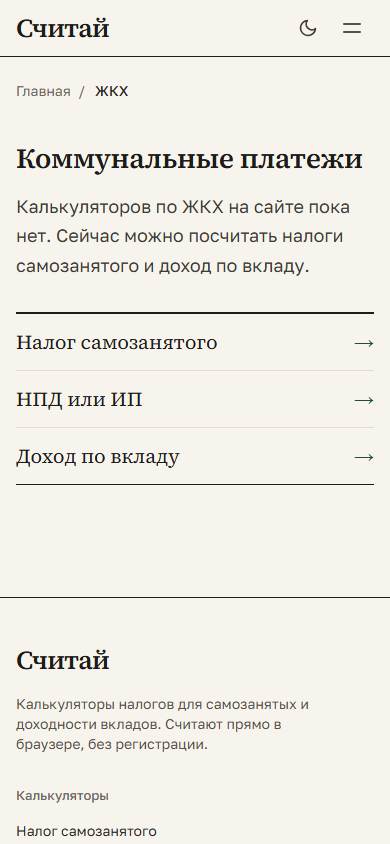 Считай
Главная / ЖКХ
Коммунальные платежи
Калькуляторов по ЖКХ на сайте пока
нет. Сейчас можно посчитать налоги
самозанятого и доход по вкладу.
Налог самозанятого →
НПД или ИП →
Доход по вкладу →
Считай
Калькуляторы налогов для самозанятых и
доходности вкладов. Считают прямо в
браузере, без регистрации.
Калькуляторы
Налог самозанятого